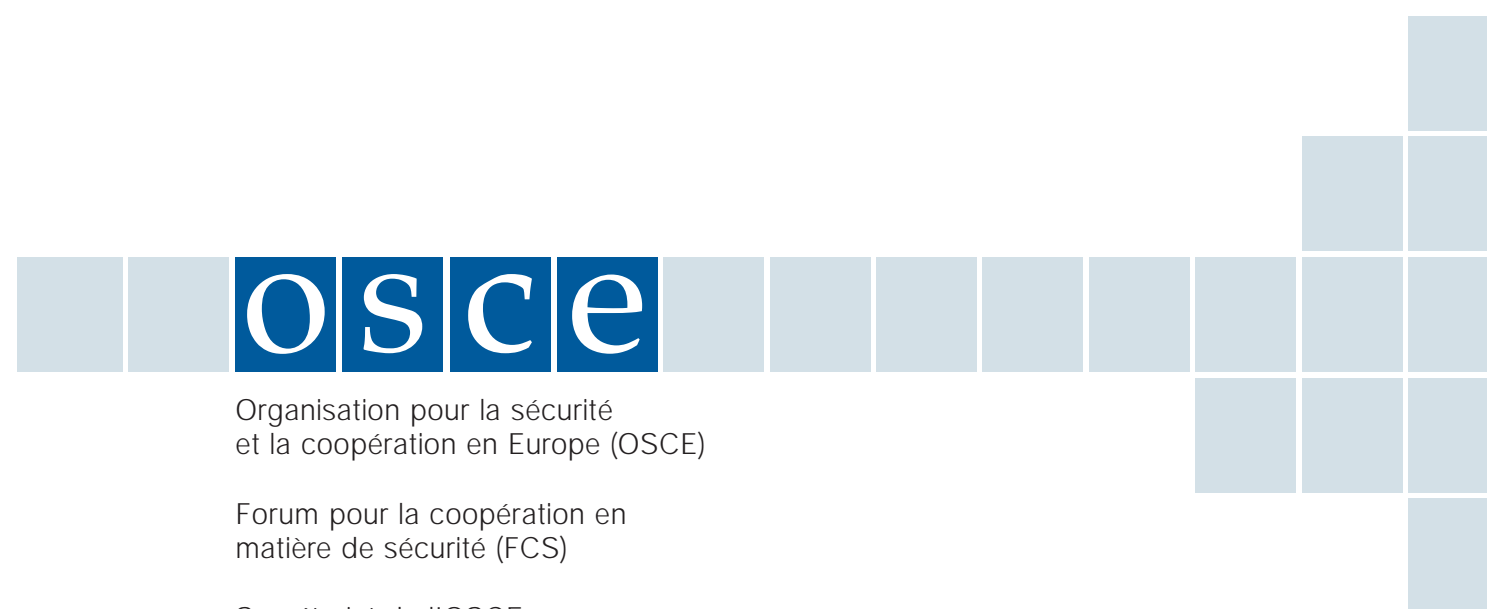 osce
Organisation pour la sécurité
et la coopération en Europe (OSCE)
Forum pour la coopération en
matière de sécurité (FCS)